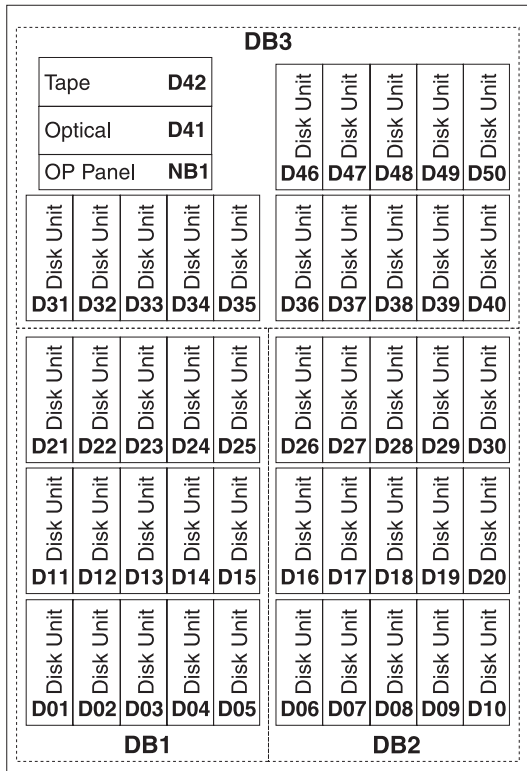 DB3
Tape D42
Optical D41
OP Panel NB1
Disk Unit Disk Unit Disk Unit Disk Unit Disk Unit
D46 D47 D48 D49 D50
Disk Unit Disk Unit Disk Unit Disk Unit Disk Unit
D31 D32 D33 D34 D35
Disk Unit Disk Unit Disk Unit Disk Unit Disk Unit
D36 D37 D38 D39 D40
Disk Unit Disk Unit Disk Unit Disk Unit Disk Unit
D21 D22 D23 D24 D25
Disk Unit Disk Unit Disk Unit Disk Unit Disk Unit
D26 D27 D28 D29 D30
Disk Unit Disk Unit Disk Unit Disk Unit Disk Unit
D11 D12 D13 D14 D15
Disk Unit Disk Unit Disk Unit Disk Unit Disk Unit
D16 D17 D18 D19 D20
Disk Unit Disk Unit Disk Unit Disk Unit Disk Unit
D01 D02 D03 D04 D05
Disk Unit Disk Unit Disk Unit Disk Unit Disk Unit
D06 D07 D08 D09 D10
DB1
DB2